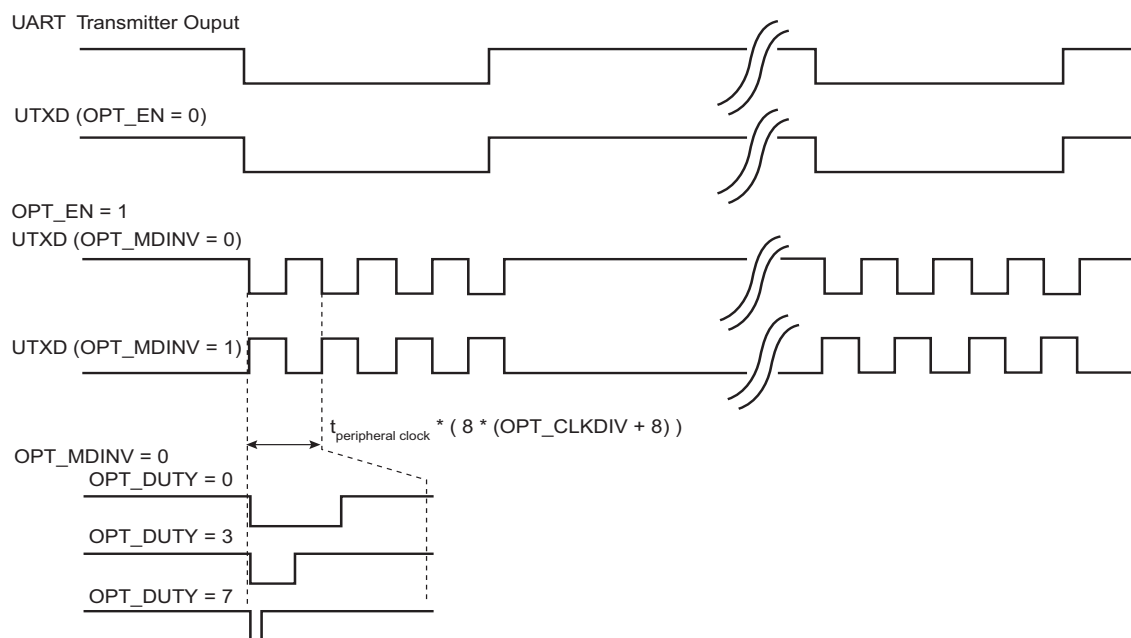 UART Transmitter Ouput
UTXD (OPT_EN = 0)
OPT_EN = 1
UTXD (OPT_MDINV = 0)
UTXD (OPT_MDINV = 1)
tperipheral clock * ( 8 * (OPT_CLKDIV + 8) )
OPT_MDINV = 0
OPT_DUTY = 0
OPT_DUTY = 3
OPT_DUTY = 7